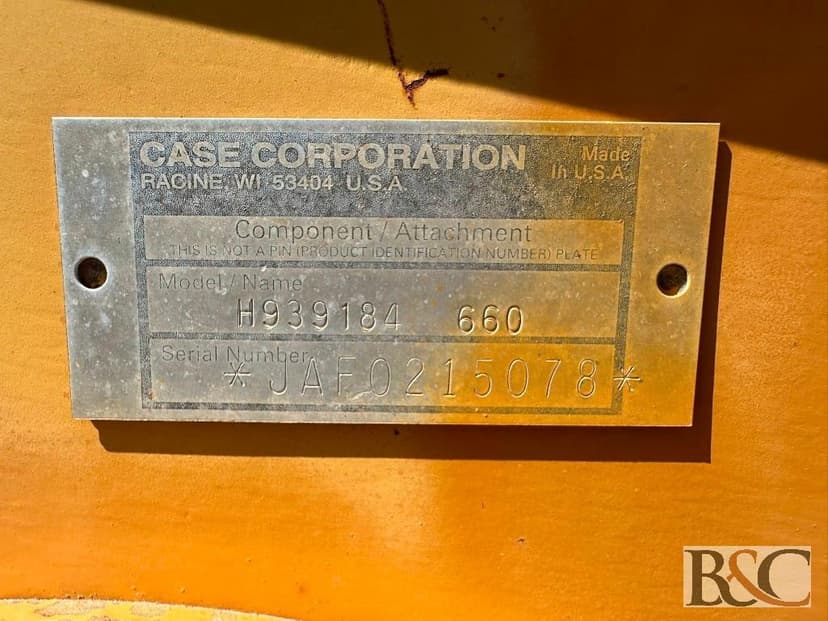 CASE CORPORATION
RACINE, WI 53404 U.S.A.
Made
In U.S.A.
Component / Attachment
THIS IS NOT A PIN (PRODUCT IDENTIFICATION NUMBER) PLATE
Model / Name
H939184 660
Serial Number
*JAF0215078*
B&C